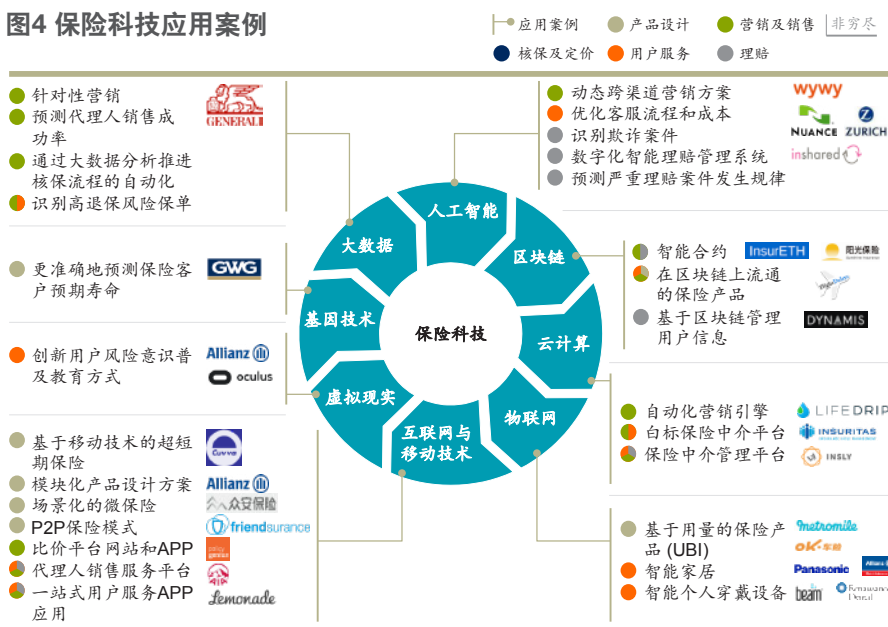 图4 保险科技应用案例
应用案例
产品设计
营销及销售
非穷尽
核保及定价
用户服务
理赔
针对性营销
预测代理人销售成
功率
通过大数据分析推进
核保流程的自动化
识别高退保风险保单
GENERALI
更准确地预测保险客
户预期寿命
GWG
创新用户风险意识普
及教育方式
Allianz
oculus
基于移动技术的超短
期保险
模块化产品设计方案
场景化的微保险
P2P保险模式
比价平台网站和APP
代理人销售服务平台
一站式用户服务APP
应用
Cuvva
Allianz
众安保险
friendsurance
policy
genius
AIA
Lemonade
保险科技
人工智能
区块链
云计算
物联网
互联网与
移动技术
虚拟现实
基因技术
大数据
动态跨渠道营销方案
优化客服流程和成本
识别欺诈案件
数字化智能理赔管理系统
预测严重理赔案件发生规律
wywy
NUANCE
ZURICH
inshared
智能合约
在区块链上流通
的保险产品
基于区块链管理
用户信息
InsurETH
阳光保险
DYNAMIS
自动化营销引擎
白标保险中介平台
保险中介管理平台
LIFEDRIP
INSURITAS
INSLY
基于用量的保险产
品 (UBI)
智能家居
智能个人穿戴设备
metromile
OK·车险
Panasonic
Allianz
beam